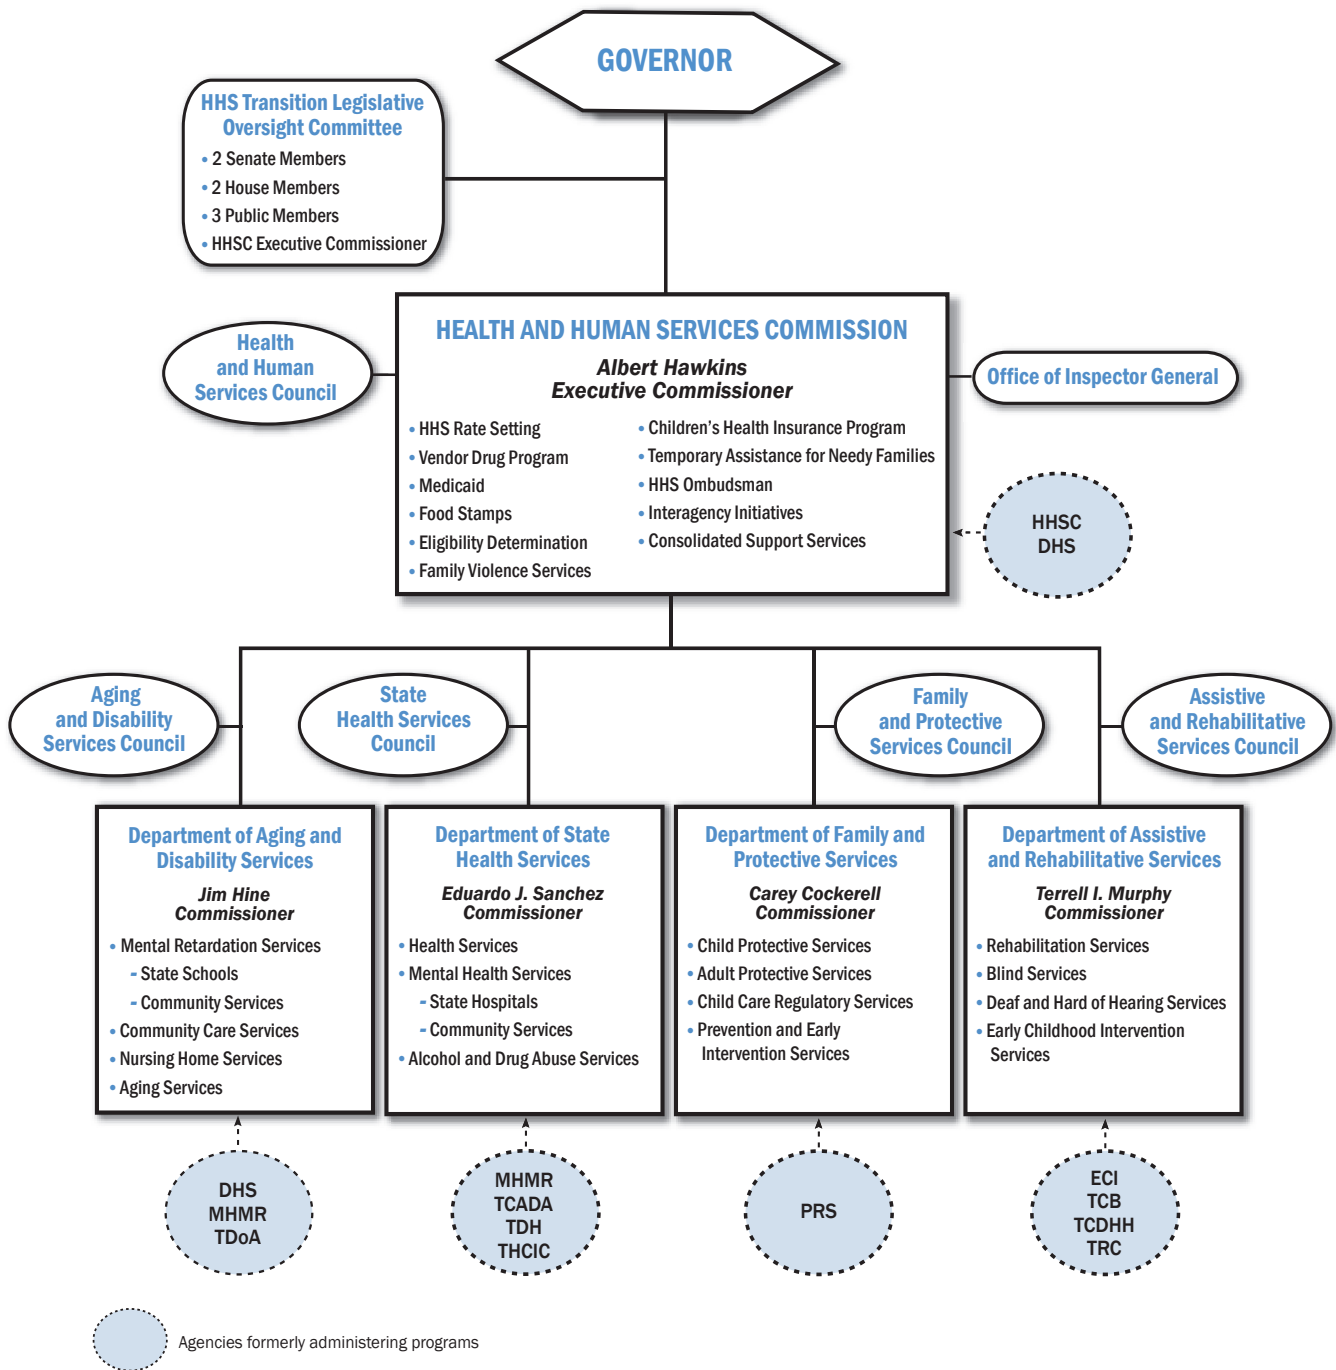 GOVERNOR
HHS Transition Legislative
Oversight Committee
• 2 Senate Members
• 2 House Members
• 3 Public Members
• HHSC Executive Commissioner
HEALTH AND HUMAN SERVICES COMMISSION
Albert Hawkins
Executive Commissioner
• HHS Rate Setting
• Vendor Drug Program
• Medicaid
• Food Stamps
• Eligibility Determination
• Family Violence Services
• Children's Health Insurance Program
• Temporary Assistance for Needy Families
• HHS Ombudsman
• Interagency Initiatives
• Consolidated Support Services
Health
and Human
Services Council
Office of Inspector General
HHSC
DHS
Aging
and Disability
Services Council
State
Health Services
Council
Family
and Protective
Services Council
Assistive
and Rehabilitative
Services Council
Department of Aging and
Disability Services
Jim Hine
Commissioner
• Mental Retardation Services
- State Schools
- Community Services
• Community Care Services
• Nursing Home Services
• Aging Services
Department of State
Health Services
Eduardo J. Sanchez
Commissioner
• Health Services
• Mental Health Services
- State Hospitals
- Community Services
• Alcohol and Drug Abuse Services
Department of Family and
Protective Services
Carey Cockerell
Commissioner
• Child Protective Services
• Adult Protective Services
• Child Care Regulatory Services
• Prevention and Early
Intervention Services
Department of Assistive
and Rehabilitative Services
Terrell I. Murphy
Commissioner
• Rehabilitation Services
• Blind Services
• Deaf and Hard of Hearing Services
• Early Childhood Intervention
Services
DHS
MHMR
TDoA
MHMR
TCADA
TDH
THCIC
PRS
ECI
TCB
TCDHH
TRC
Agencies formerly administering programs